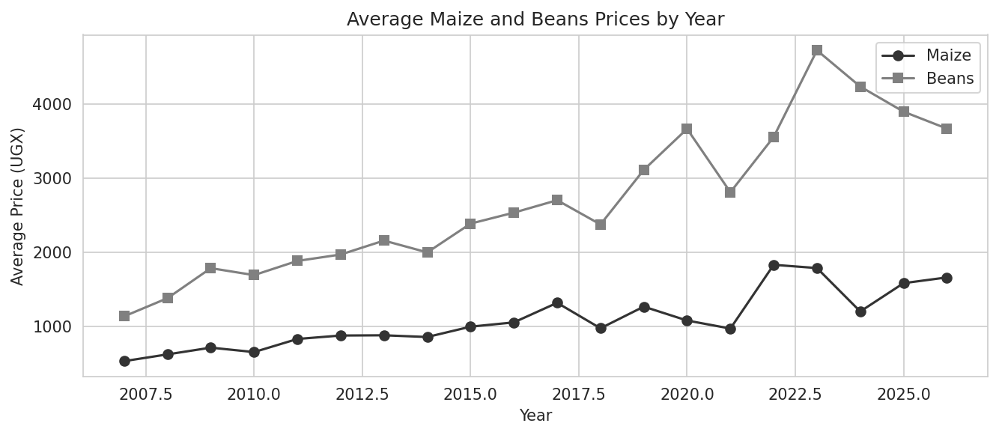 Average Maize and Beans Prices by Year
Maize
Beans
Average Price (UGX)
4000
3000
2000
1000
2007.5 2010.0 2012.5 2015.0 2017.5 2020.0 2022.5 2025.0
Year